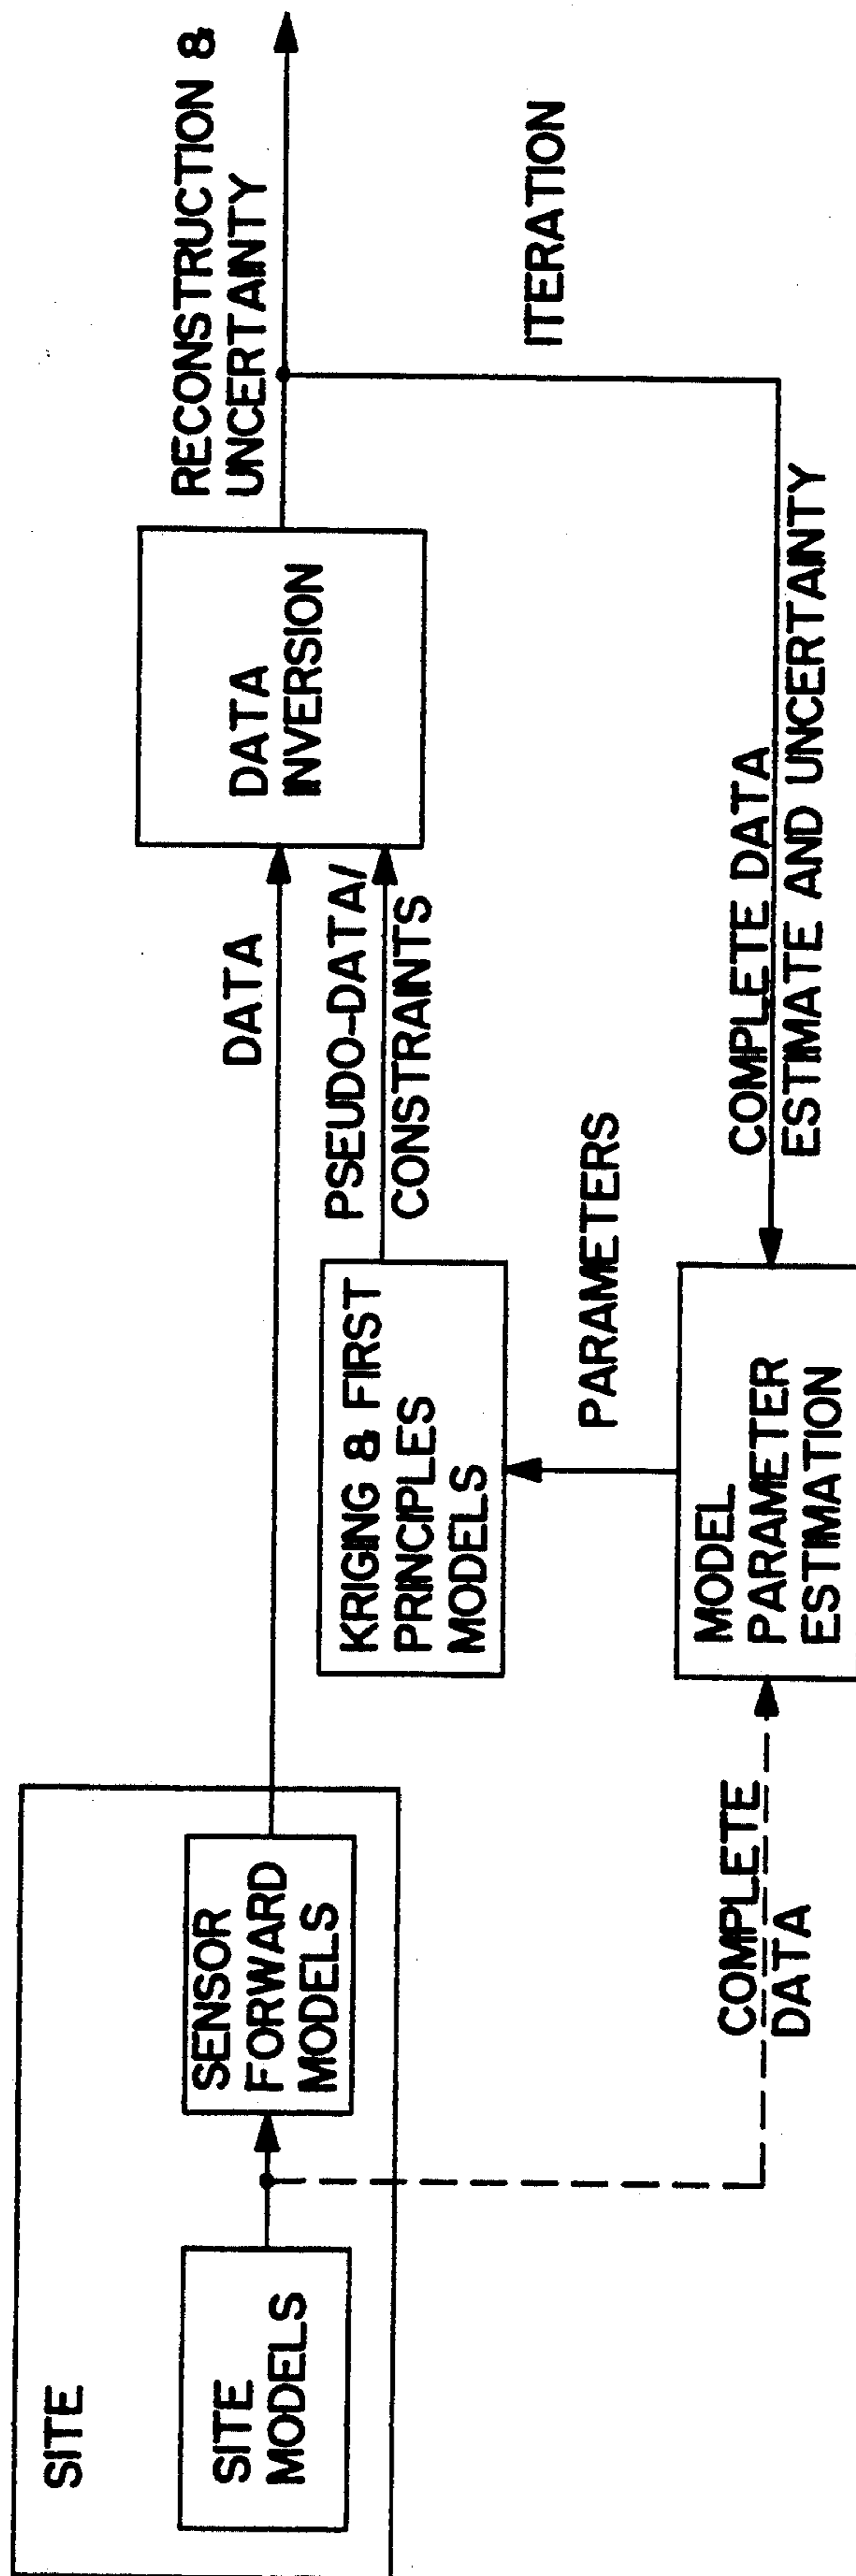 SITE
SITE
MODELS
SENSOR
FORWARD
MODELS
COMPLETE
DATA
KRIGING & FIRST
PRINCIPLES
MODELS
PARAMETERS
MODEL
PARAMETER
ESTIMATION
DATA
PSEUDO-DATA/
CONSTRAINTS
DATA
INVERSION
RECONSTRUCTION &
UNCERTAINTY
ITERATION
COMPLETE DATA
ESTIMATE AND UNCERTAINTY